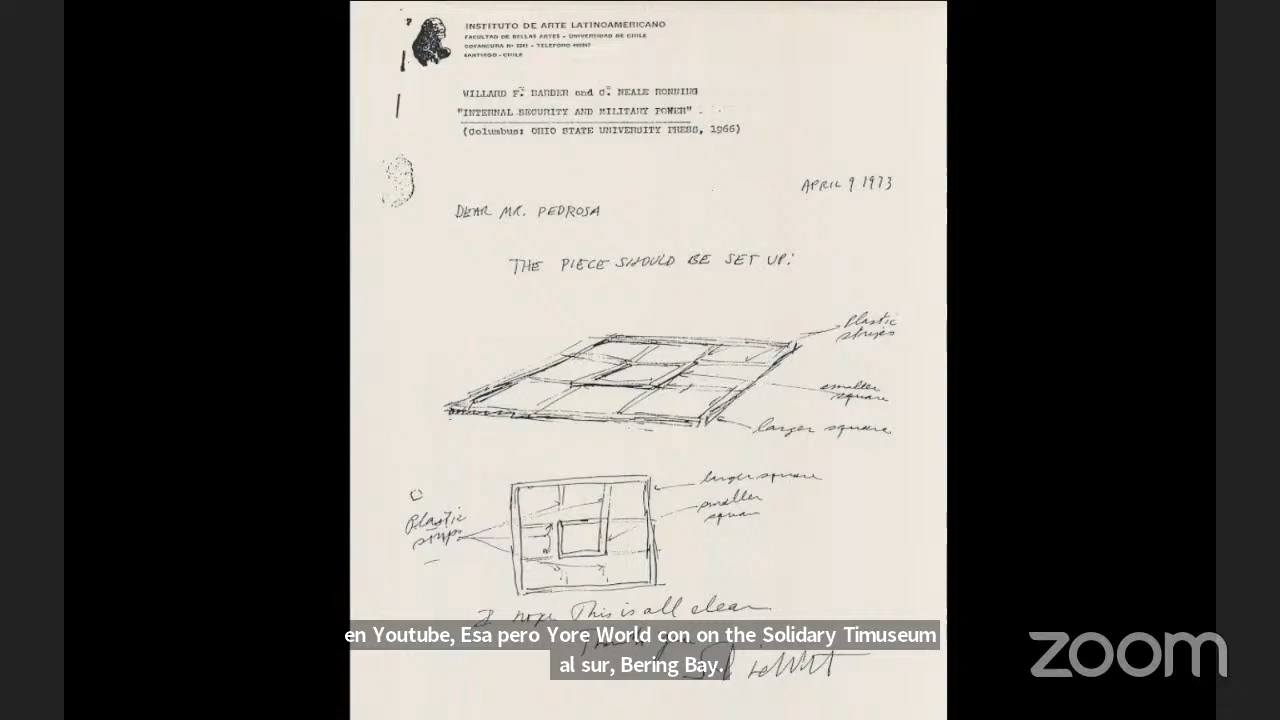 INSTITUTO DE ARTE LATINOAMERICANO
FACULTAD DE BELLAS ARTES - UNIVERSIDAD DE CHILE
SANTIAGO - CHILE
WILLARD F. BARBER and C. NEALE RONNING
"INTERNAL SECURITY AND MILITARY POWER"
(Columbus: OHIO STATE UNIVERSITY PRESS, 1966)
APRIL 9 1973
DEAR MR. PEDROSA
THE PIECE SHOULD BE SET UP:
Plastic
strips
smaller
square
larger square
larger square
smaller
square
Plastic
strips
I hope This is all clear
en Youtube, Esa pero Yore World con on the Solidary Timuseum
al sur, Bering Bay.
zoom